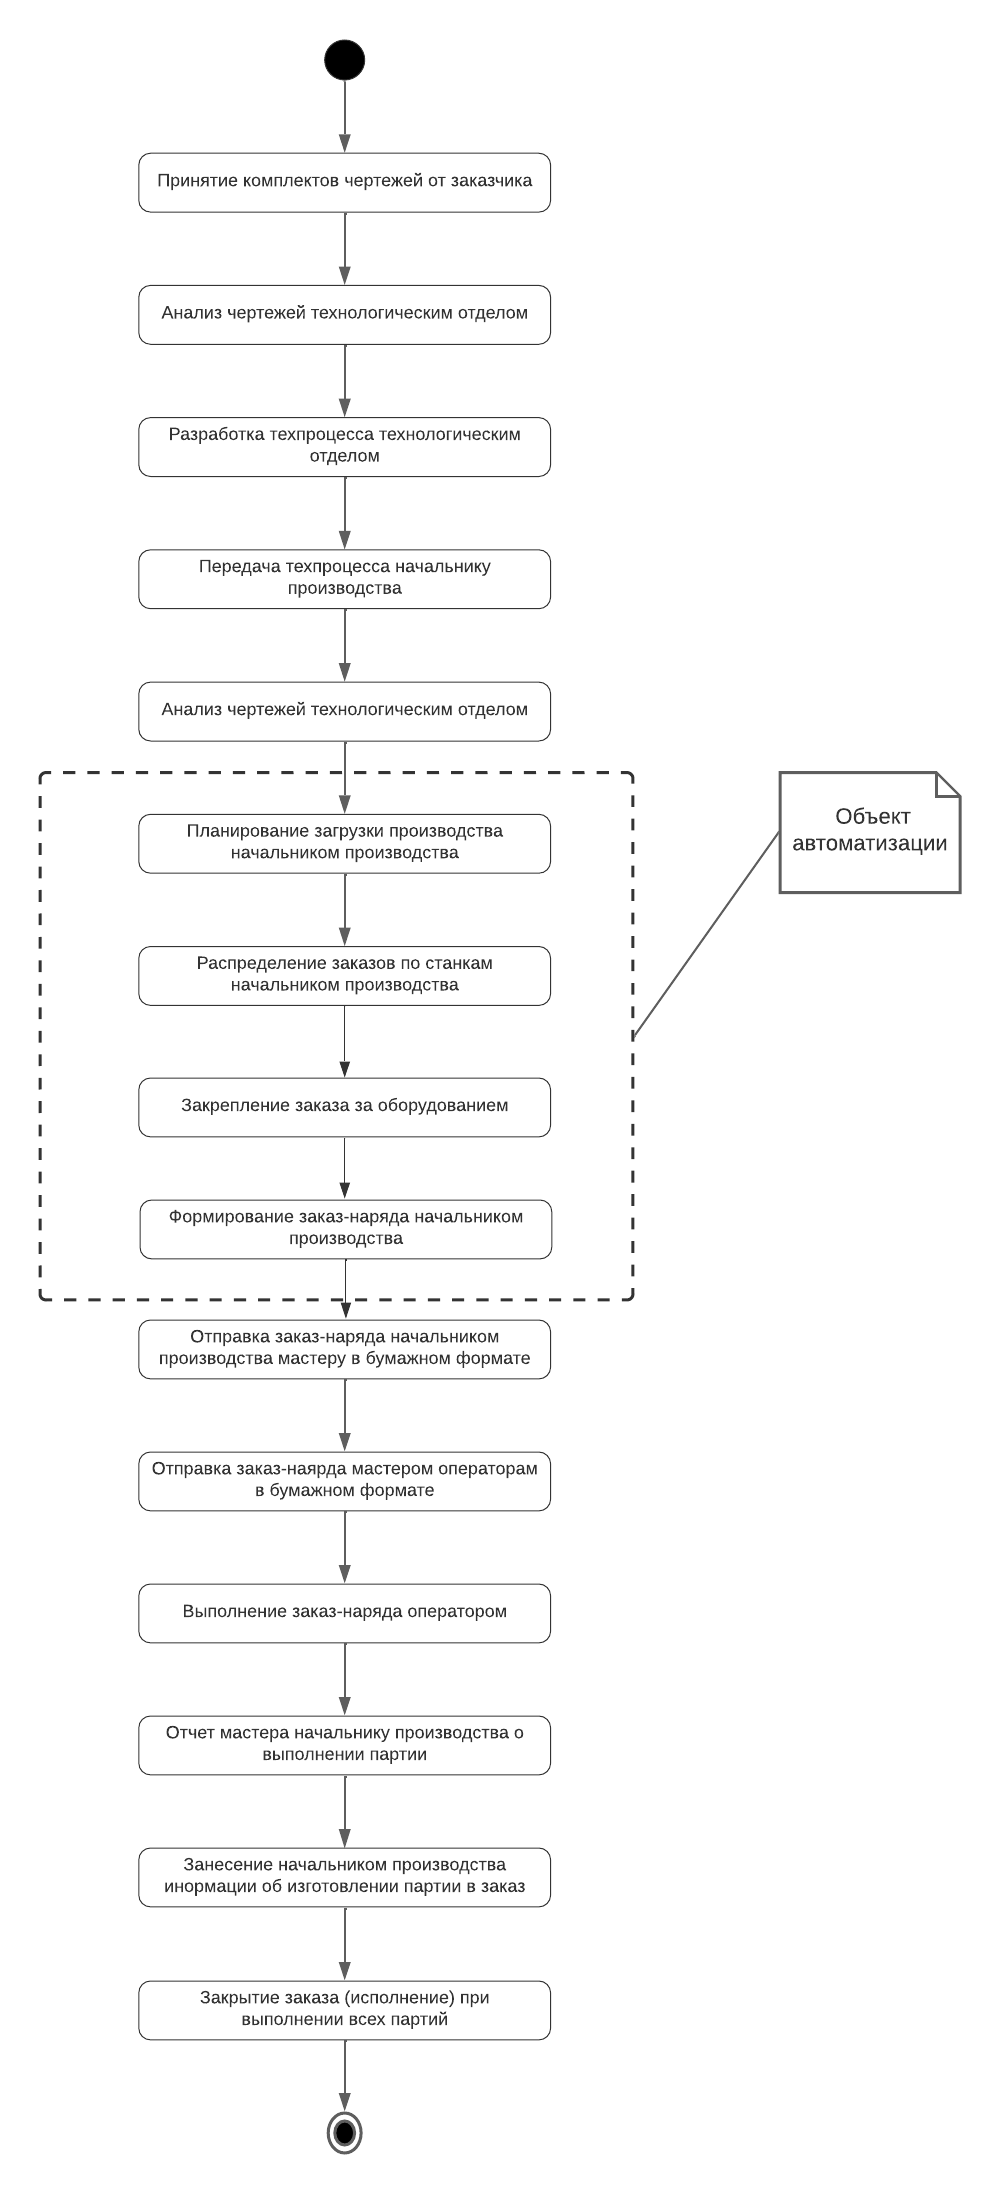 Принятие комплектов чертежей от заказчика
Анализ чертежей технологическим отделом
Разработка техпроцесса технологическим
отделом
Передача техпроцесса начальнику
производства
Анализ чертежей технологическим отделом
Планирование загрузки производства
начальником производства
Объект
автоматизации
Распределение заказов по станкам
начальником производства
Закрепление заказа за оборудованием
Формирование заказ-наряда начальником
производства
Отправка заказ-наряда начальником
производства мастеру в бумажном формате
Отправка заказ-наярда мастером операторам
в бумажном формате
Выполнение заказ-наряда оператором
Отчет мастера начальнику производства о
выполнении партии
Занесение начальником производства
инормации об изготовлении партии в заказ
Закрытие заказа (исполнение) при
выполнении всех партий